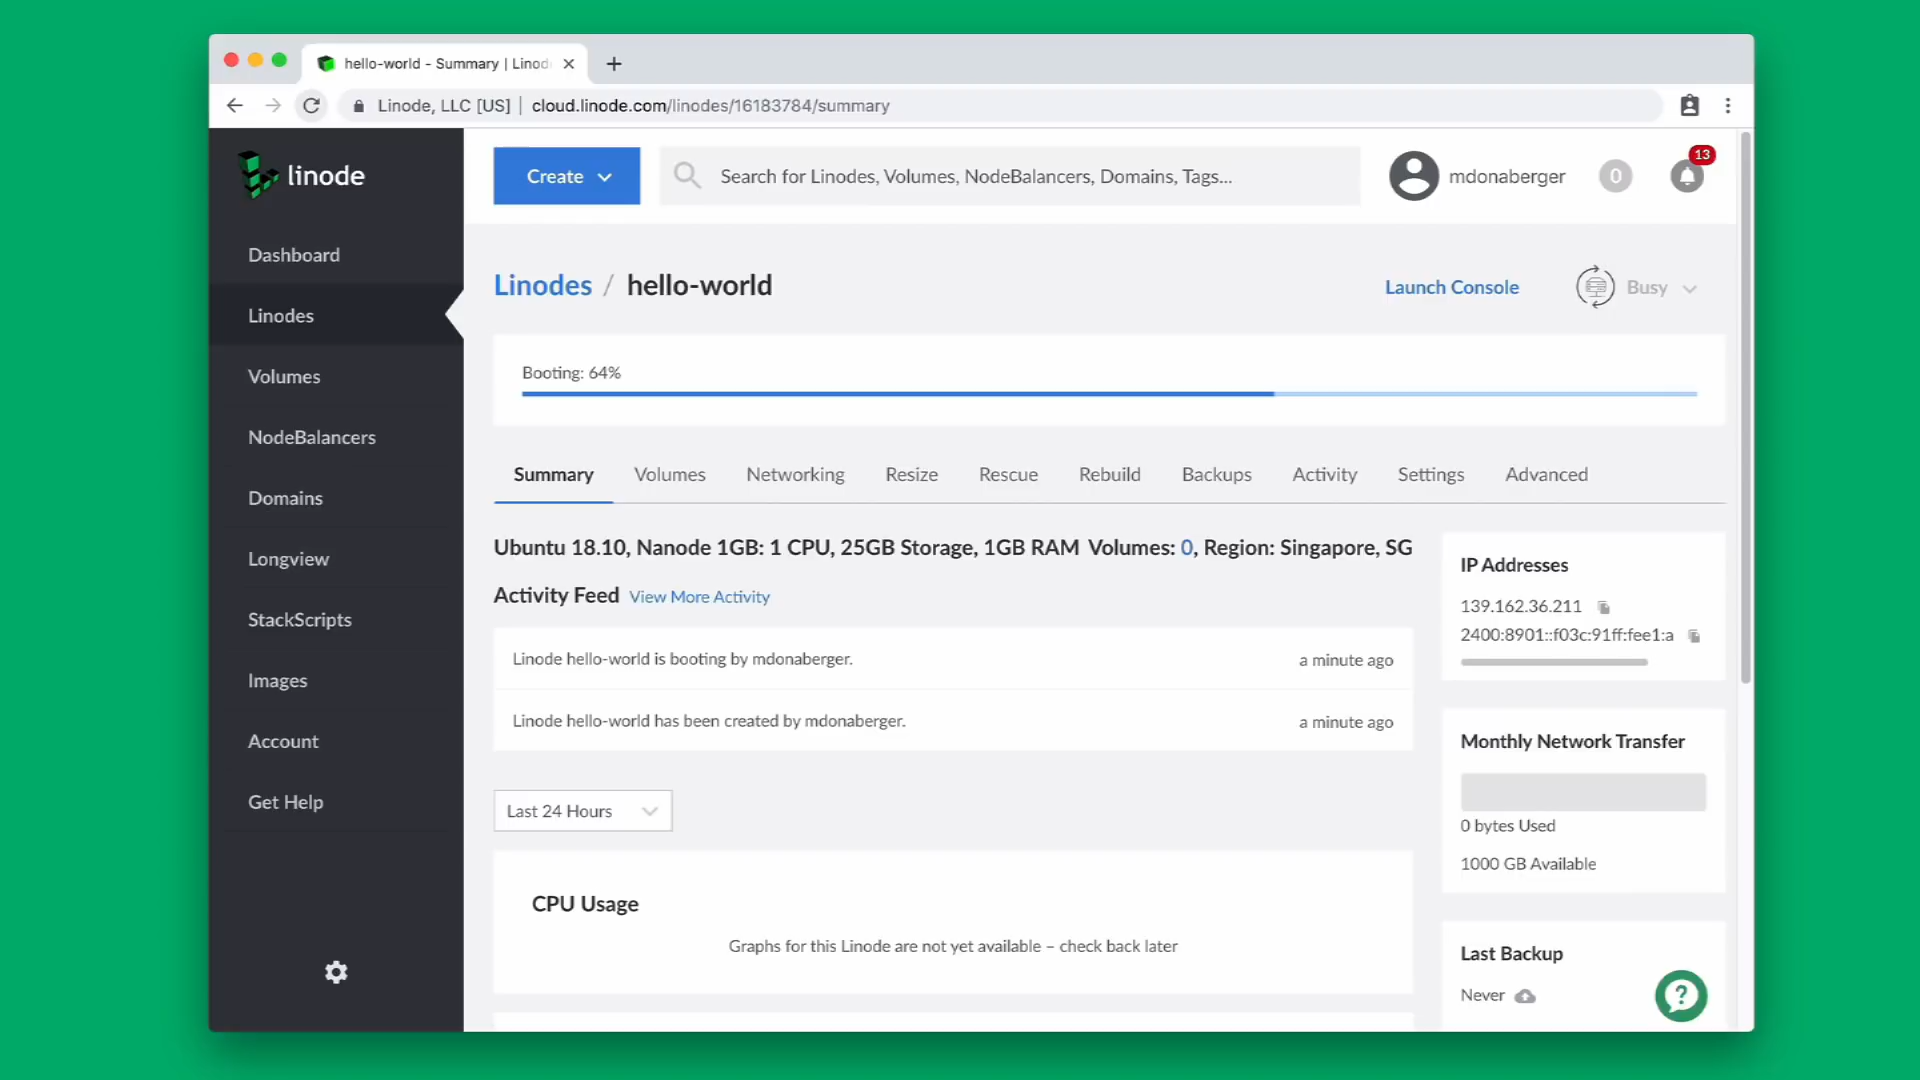 hello-world - Summary | Linod
Linode, LLC [US] | cloud.linode.com/linodes/16183784/summary
linode
Create
Search for Linodes, Volumes, NodeBalancers, Domains, Tags...
mdonaberger
0
13
Dashboard
Linodes
Volumes
NodeBalancers
Domains
Longview
StackScripts
Images
Account
Get Help
Linodes / hello-world
Launch Console
Busy
Booting: 64%
Summary
Volumes
Networking
Resize
Rescue
Rebuild
Backups
Activity
Settings
Advanced
Ubuntu 18.10, Nanode 1GB: 1 CPU, 25GB Storage, 1GB RAM Volumes: 0, Region: Singapore, SG
Activity Feed View More Activity
Linode hello-world is booting by mdonaberger. a minute ago
Linode hello-world has been created by mdonaberger. a minute ago
Last 24 Hours
CPU Usage
Graphs for this Linode are not yet available – check back later
IP Addresses
139.162.36.211
2400:8901::f03c:91ff:fee1:a
Monthly Network Transfer
0 bytes Used
1000 GB Available
Last Backup
Never
?